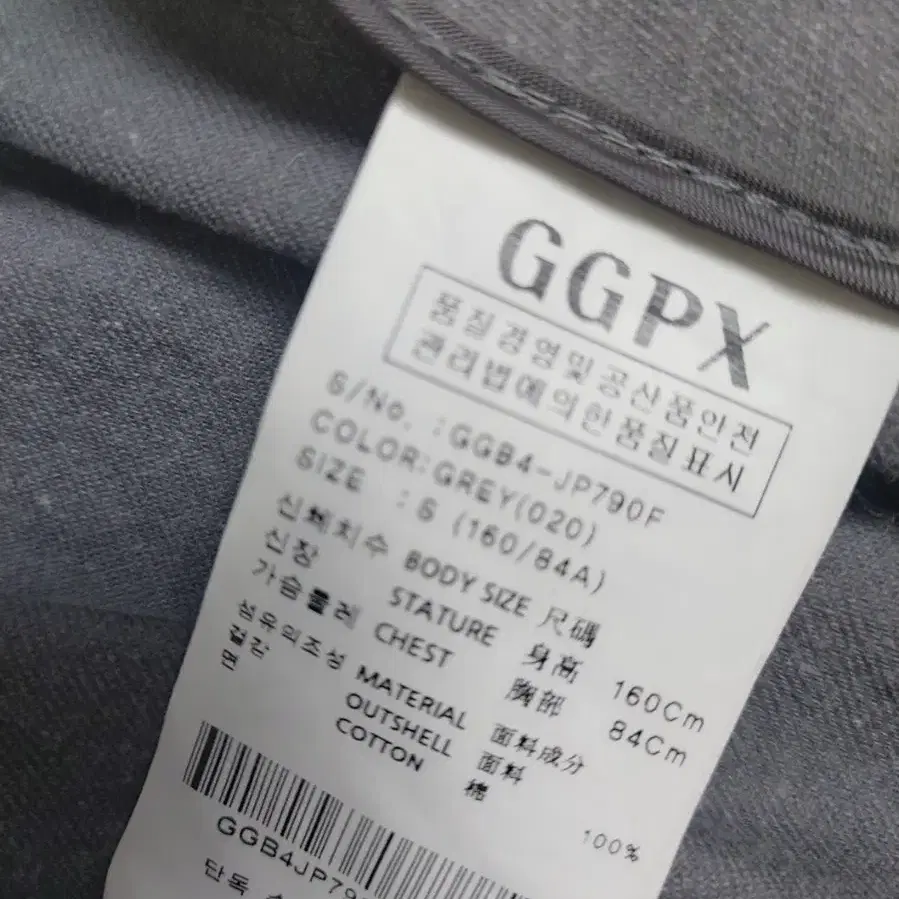 GGPX
품질경영및공산품안전
관리법에의한품질표시
S/No. : GGB4-JP790F
COLOR: GREY(020)
SIZE : S (160/84A)
신체치수 BODY SIZE 尺碼
신장 STATURE 身高 160Cm
가슴둘레 CHEST 胸部 84Cm
섬유의조성 MATERIAL 面料成分
겉감 OUTSHELL 面料
면 COTTON 棉 100%
GGB4JP79
단독